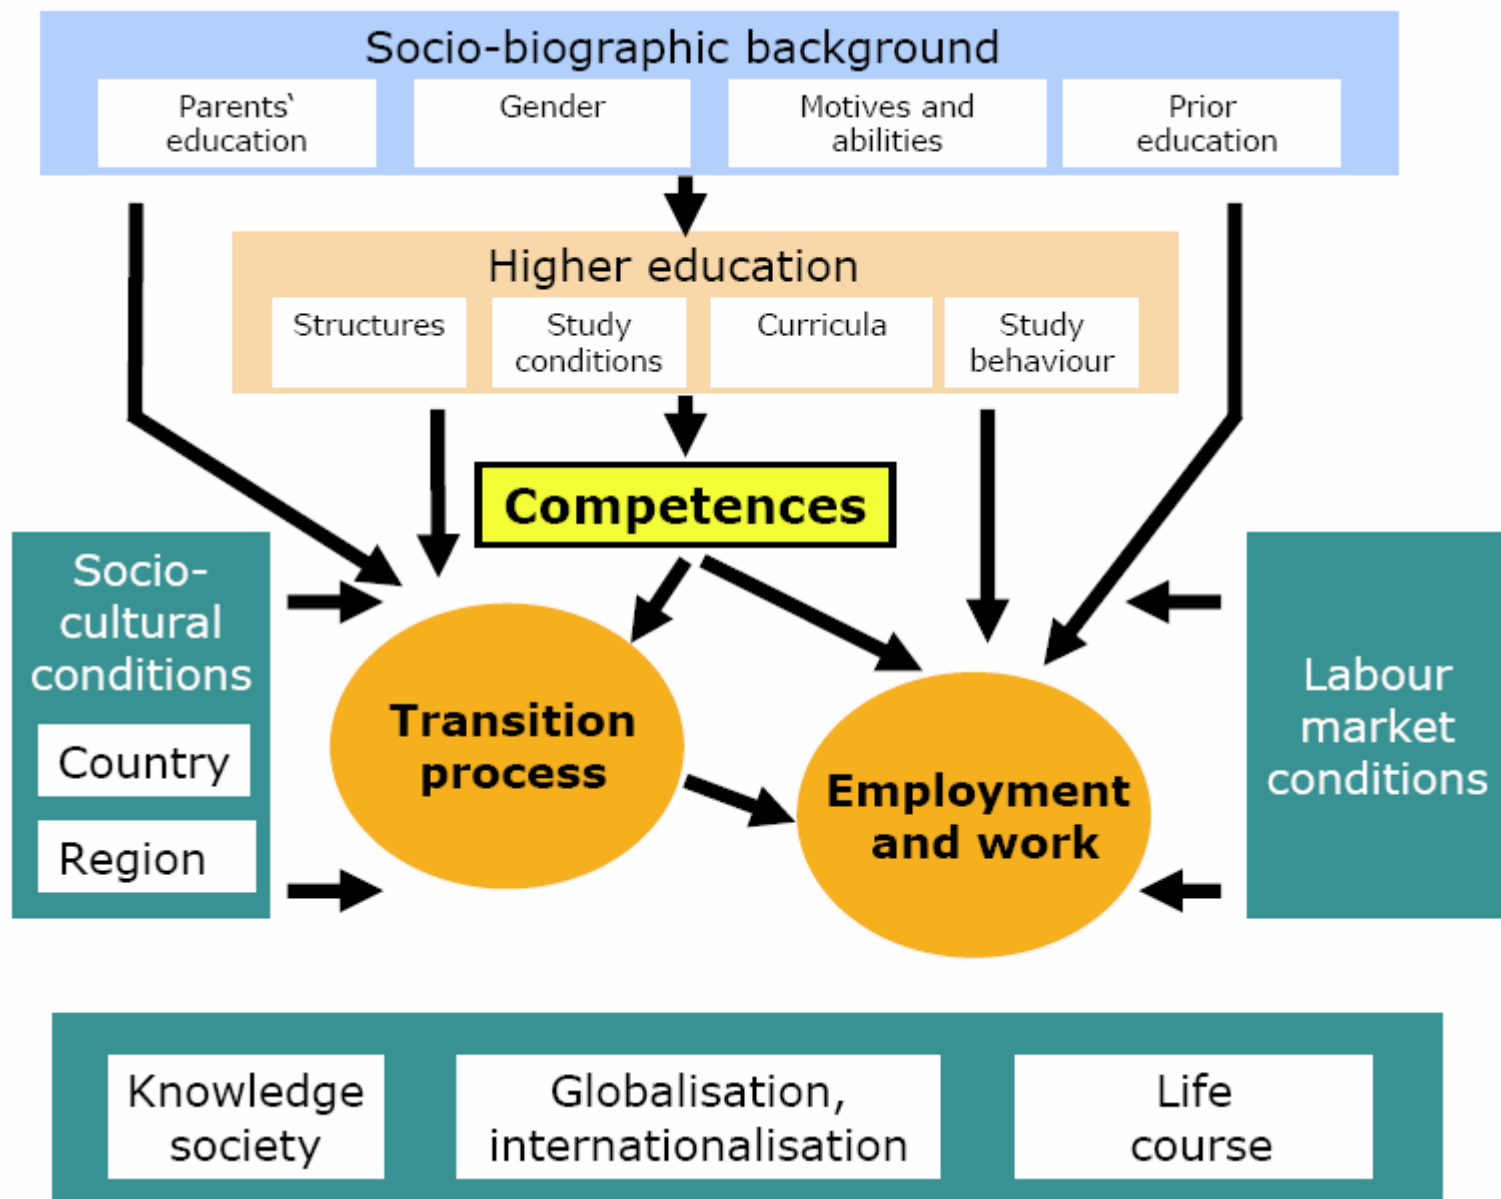 Socio-biographic background
Parents‘
education
Gender
Motives and
abilities
Prior
education
Higher education
Structures
Study
conditions
Curricula
Study
behaviour
Competences
Socio-
cultural
conditions
Country
Region
Transition
process
Employment
and work
Labour
market
conditions
Knowledge
society
Globalisation,
internationalisation
Life
course